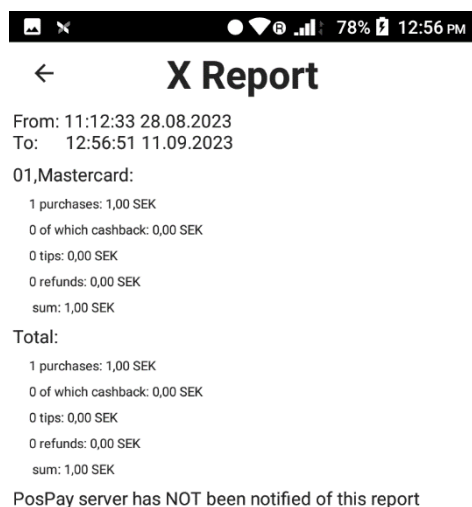 78% 12:56 PM
X Report
From: 11:12:33 28.08.2023
To: 12:56:51 11.09.2023
01,Mastercard:
1 purchases: 1,00 SEK
0 of which cashback: 0,00 SEK
0 tips: 0,00 SEK
0 refunds: 0,00 SEK
sum: 1,00 SEK
Total:
1 purchases: 1,00 SEK
0 of which cashback: 0,00 SEK
0 tips: 0,00 SEK
0 refunds: 0,00 SEK
sum: 1,00 SEK
PosPay server has NOT been notified of this report